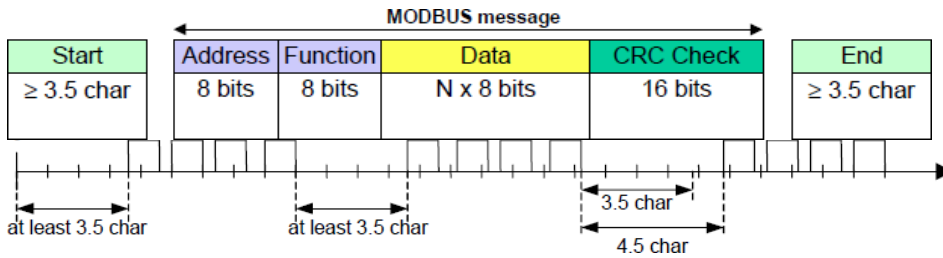 MODBUS message
Start Address Function Data CRC Check End
≥ 3.5 char 8 bits 8 bits N x 8 bits 16 bits ≥ 3.5 char
at least 3.5 char at least 3.5 char 3.5 char
4.5 char